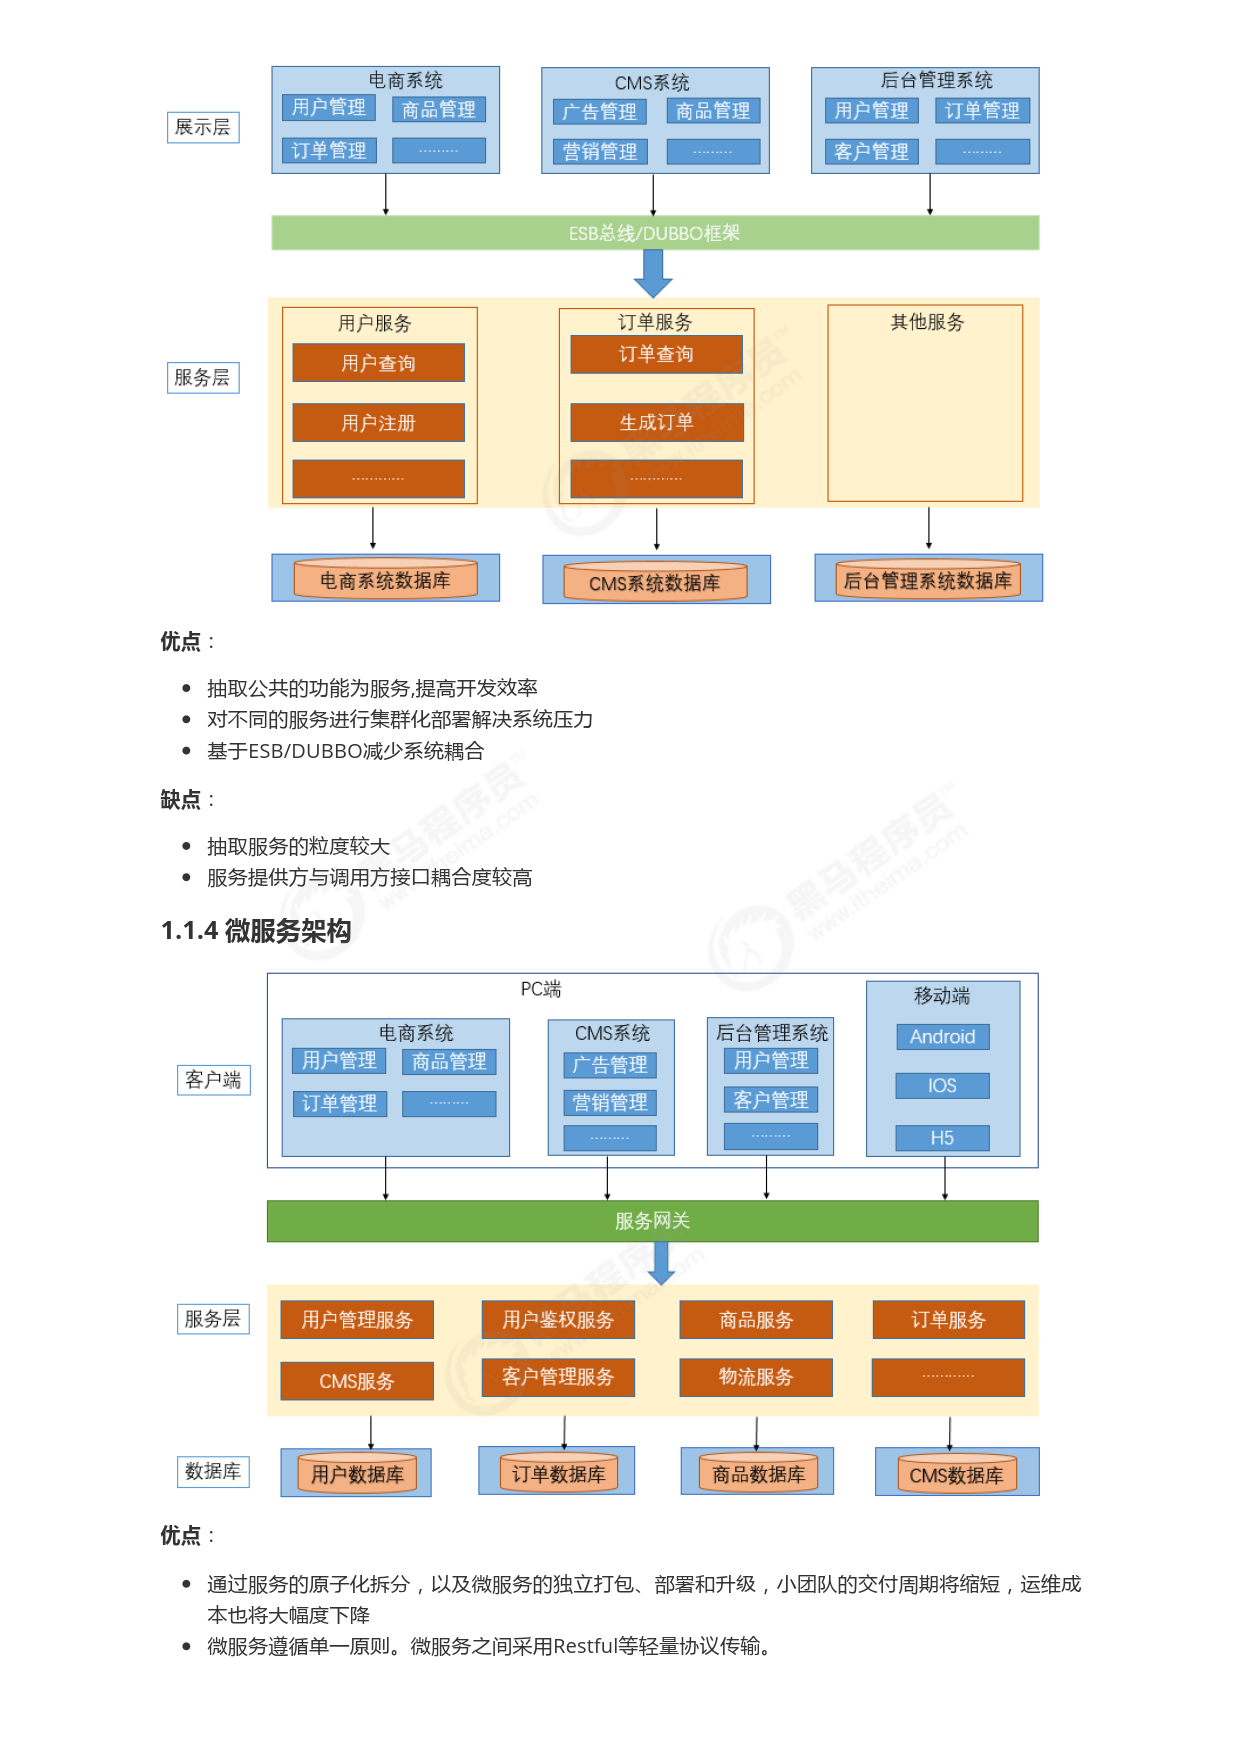 电商系统
CMS系统
后台管理系统
用户管理
商品管理
广告管理
商品管理
用户管理
订单管理
展示层
订单管理
………
营销管理
………
客户管理
………
ESB总线/DUBBO框架
用户服务
订单服务
其他服务
用户查询
订单查询
服务层
用户注册
生成订单
…………
…………
电商系统数据库
CMS系统数据库
后台管理系统数据库
优点：
抽取公共的功能为服务,提高开发效率
对不同的服务进行集群化部署解决系统压力
基于ESB/DUBBO减少系统耦合
缺点：
抽取服务的粒度较大
服务提供方与调用方接口耦合度较高
1.1.4 微服务架构
PC端
移动端
电商系统
CMS系统
后台管理系统
Android
用户管理
商品管理
广告管理
用户管理
客户端
IOS
订单管理
………
营销管理
客户管理
………
………
H5
服务网关
服务层
用户管理服务
用户鉴权服务
商品服务
订单服务
CMS服务
客户管理服务
物流服务
…………
数据库
用户数据库
订单数据库
商品数据库
CMS数据库
优点：
通过服务的原子化拆分，以及微服务的独立打包、部署和升级，小团队的交付周期将缩短，运维成
本也将大幅度下降
微服务遵循单一原则。微服务之间采用Restful等轻量协议传输。
黑马程序员™
www.itheima.com
黑马程序员™
www.itheima.com